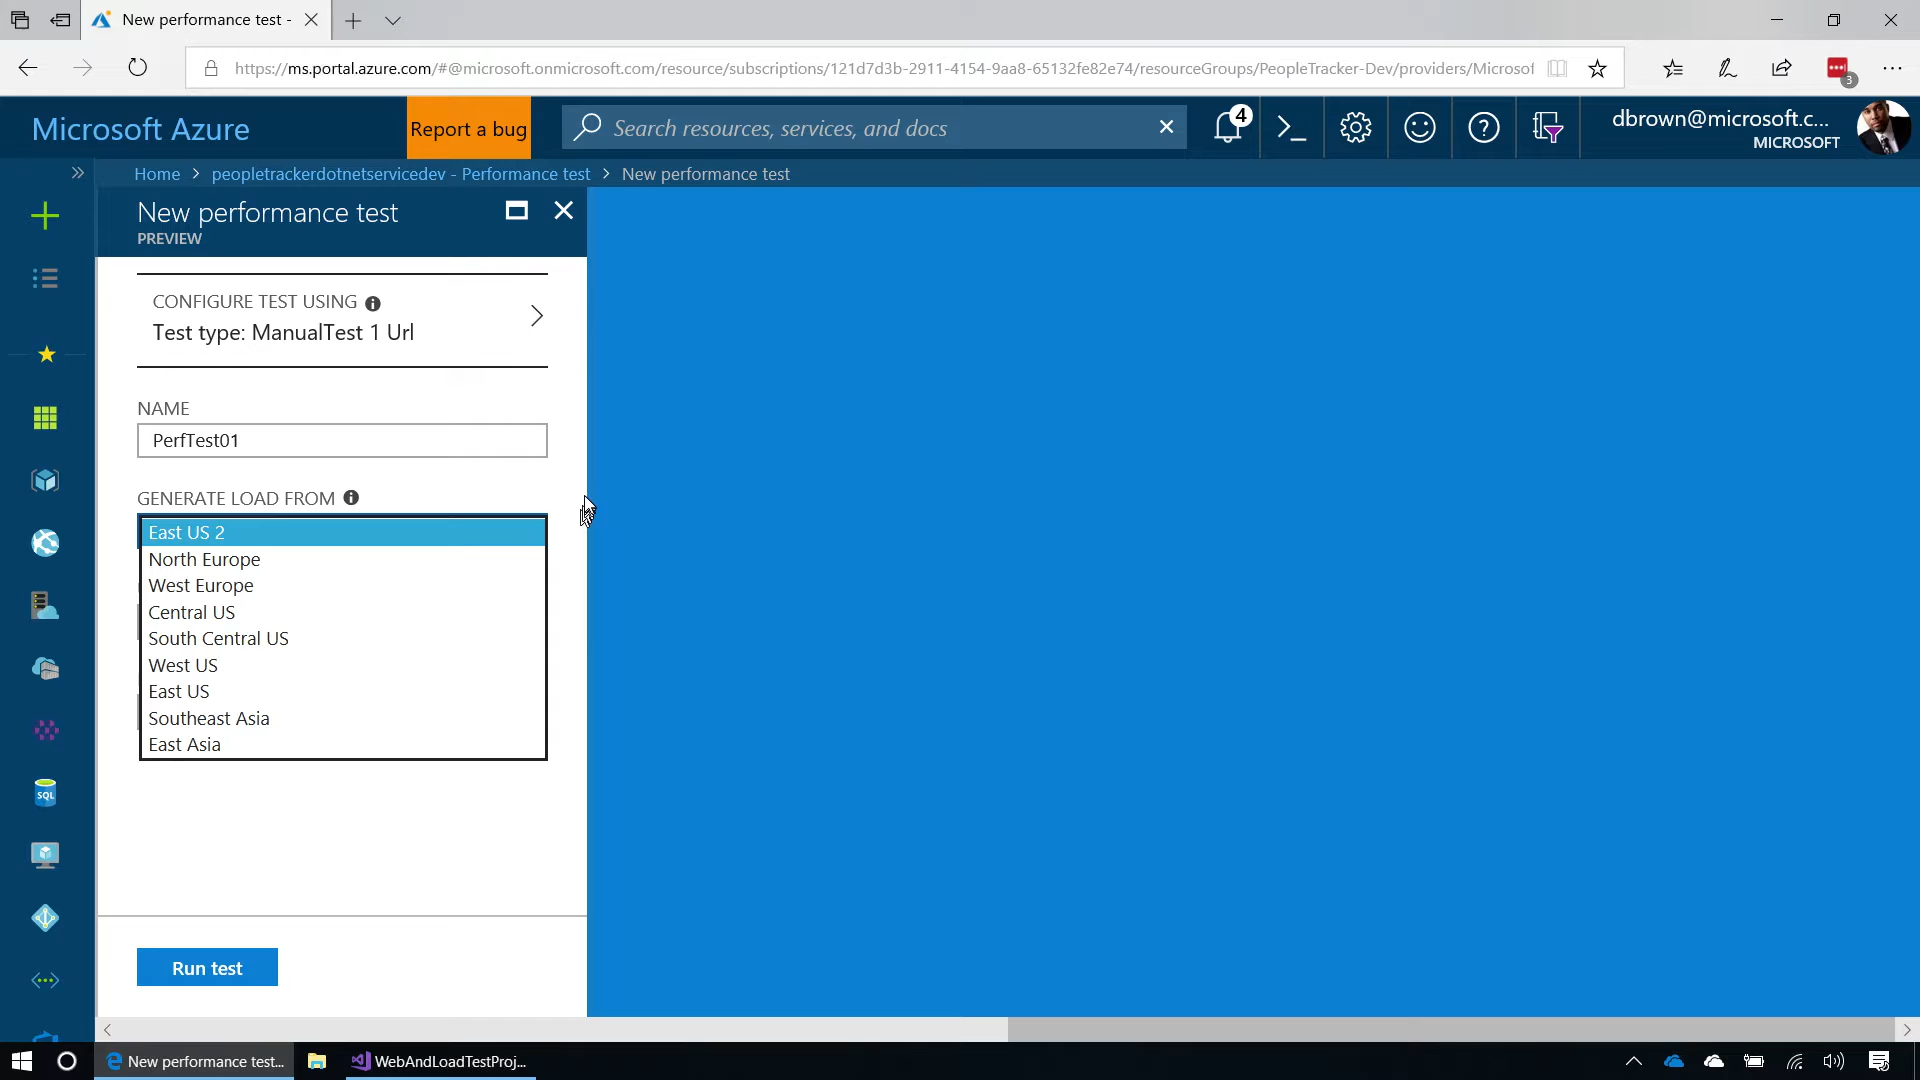 New performance test -
https://ms.portal.azure.com/#@microsoft.onmicrosoft.com/resource/subscriptions/121d7d3b-2911-4154-9aa8-65132fe82e74/resourceGroups/PeopleTracker-Dev/providers/Microsof
3
Microsoft Azure
Report a bug
Search resources, services, and docs
4
dbrown@microsoft.c...
MICROSOFT
Home > peopletrackerdotnetservicedev - Performance test > New performance test
New performance test
PREVIEW
CONFIGURE TEST USING
Test type: ManualTest 1 Url
NAME
PerfTest01
GENERATE LOAD FROM
East US 2
North Europe
West Europe
Central US
South Central US
West US
East US
Southeast Asia
East Asia
SQL
Run test
New performance test...
WebAndLoadTestProj...